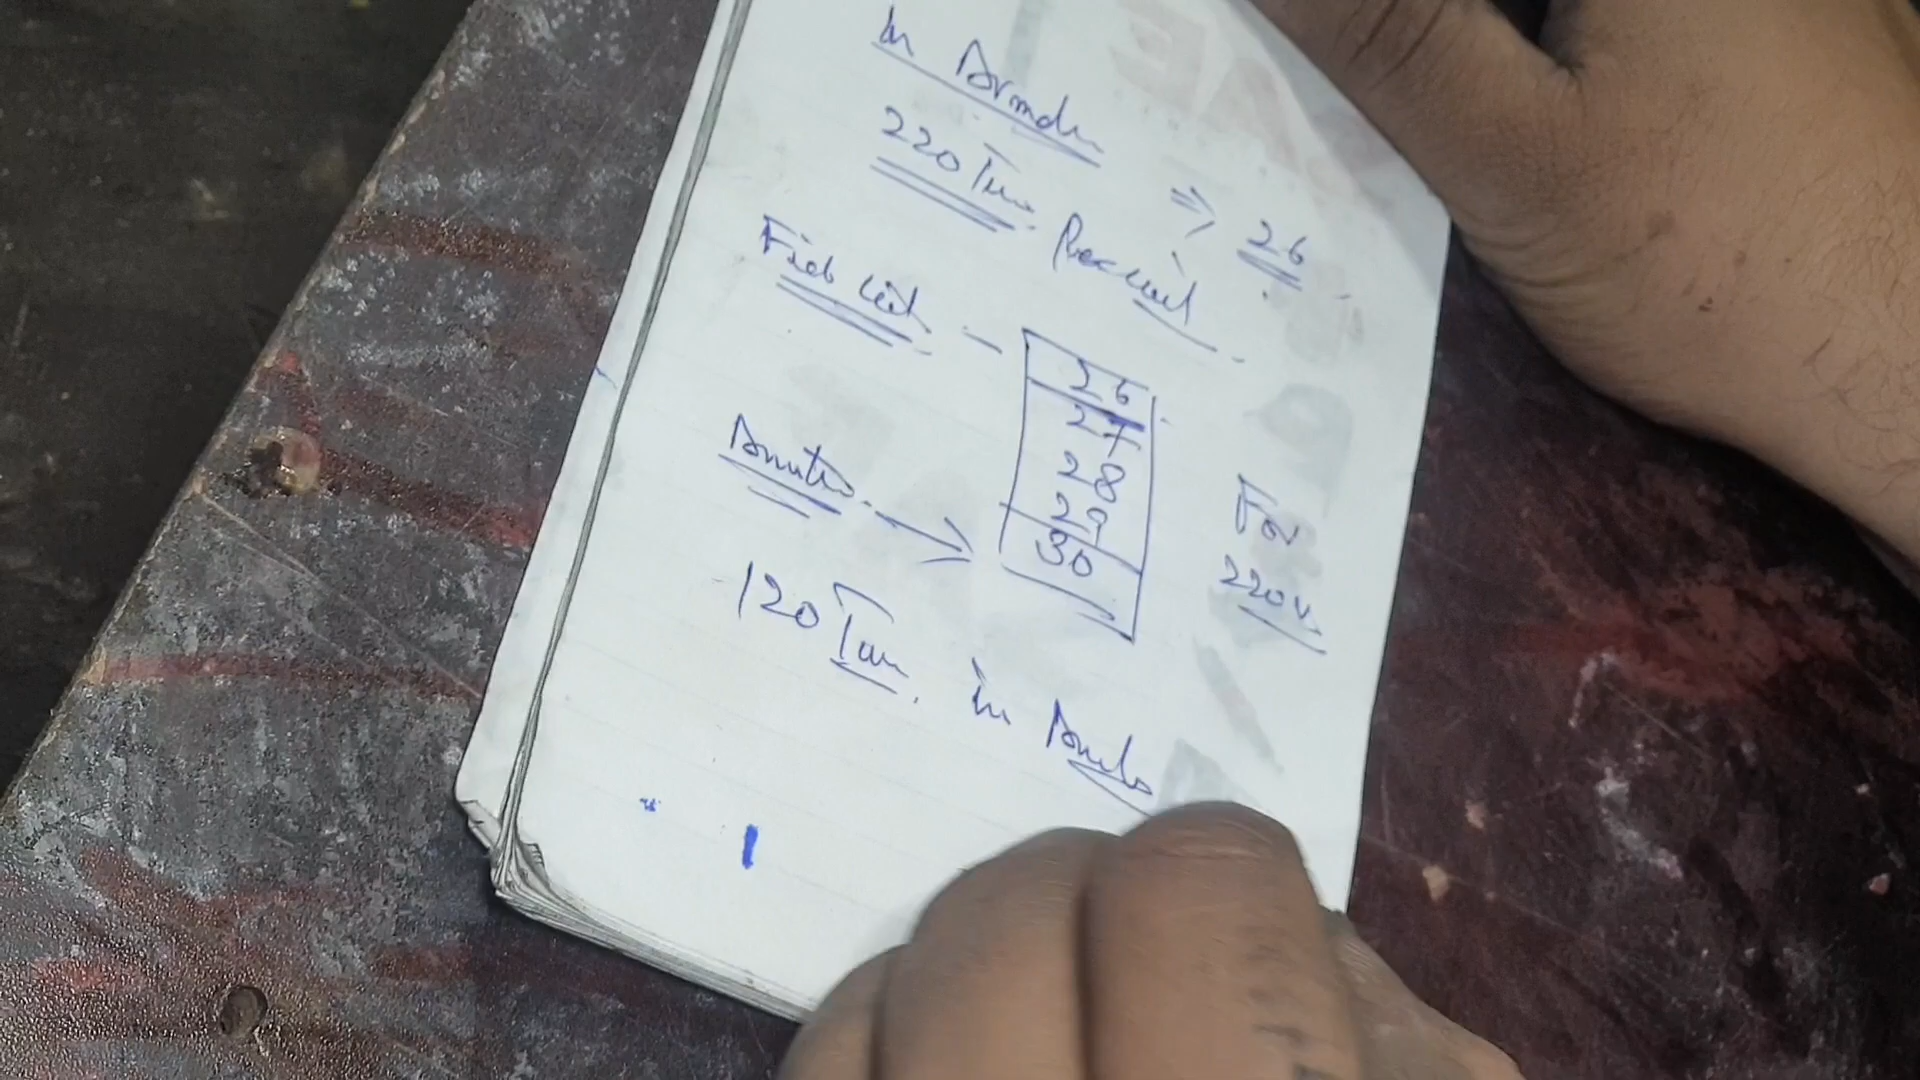 In Armature
220 Turn ⇒ 26
Field coil -
26
27
28
29
30
Armature →
For
220v
120 Turn in Armature